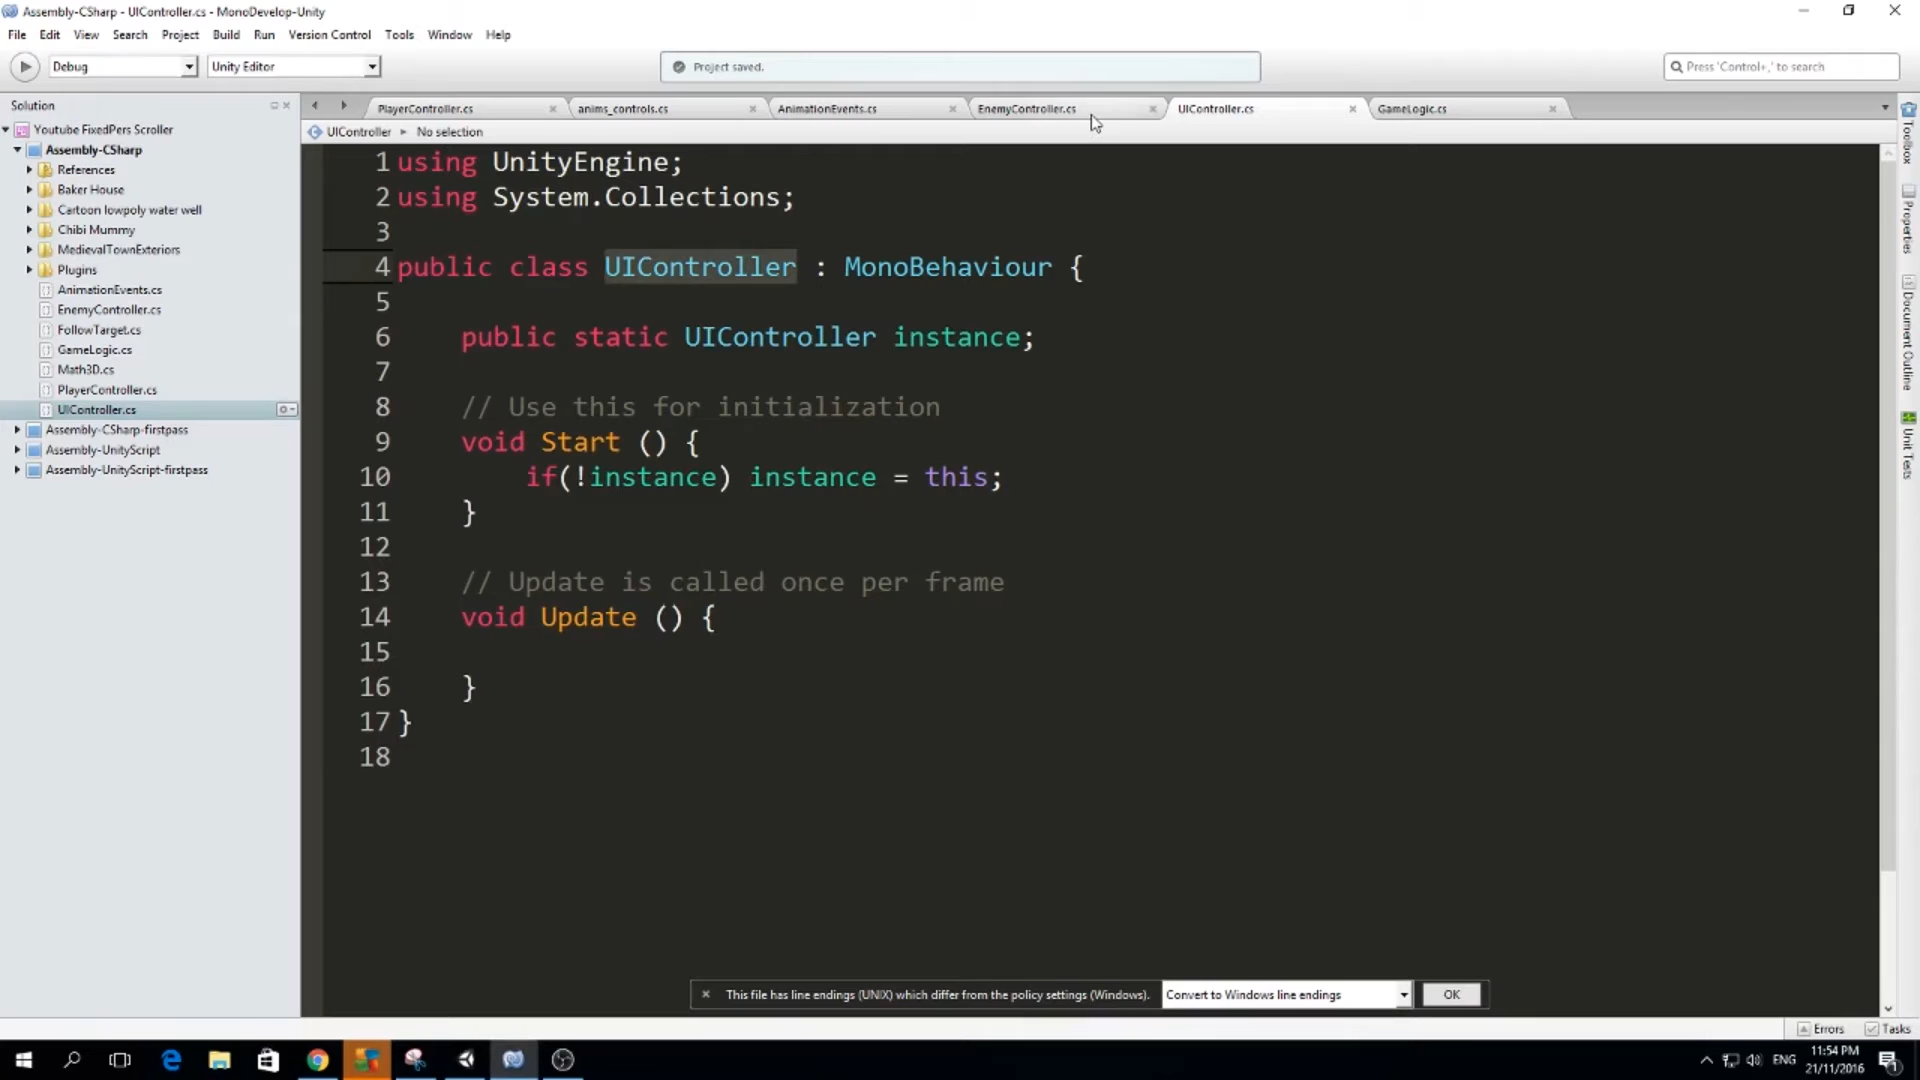 Assembly-CSharp - UIController.cs - MonoDevelop-Unity
File Edit View Search Project Build Run Version Control Tools Window Help
Debug Unity Editor Project saved. Press 'Control+,' to search
Solution
Youtube FixedPers Scroller
Assembly-CSharp
References
Baker House
Cartoon lowpoly water well
Chibi Mummy
MedievalTownExteriors
Plugins
AnimationEvents.cs
EnemyController.cs
FollowTarget.cs
GameLogic.cs
Math3D.cs
PlayerController.cs
UIController.cs
Assembly-CSharp-firstpass
Assembly-UnityScript
Assembly-UnityScript-firstpass
PlayerController.cs anims_controls.cs AnimationEvents.cs EnemyController.cs UIController.cs GameLogic.cs
UIController No selection
1 using UnityEngine;
2 using System.Collections;
3
4 public class UIController : MonoBehaviour {
5
6 public static UIController instance;
7
8 // Use this for initialization
9 void Start () {
10 if(!instance) instance = this;
11 }
12
13 // Update is called once per frame
14 void Update () {
15
16 }
17 }
18
This file has line endings (UNIX) which differ from the policy settings (Windows). Convert to Windows line endings OK
Toolbox
Properties
Document Outline
Unit Tests
Errors Tasks
ENG
11:54 PM
21/11/2016
1